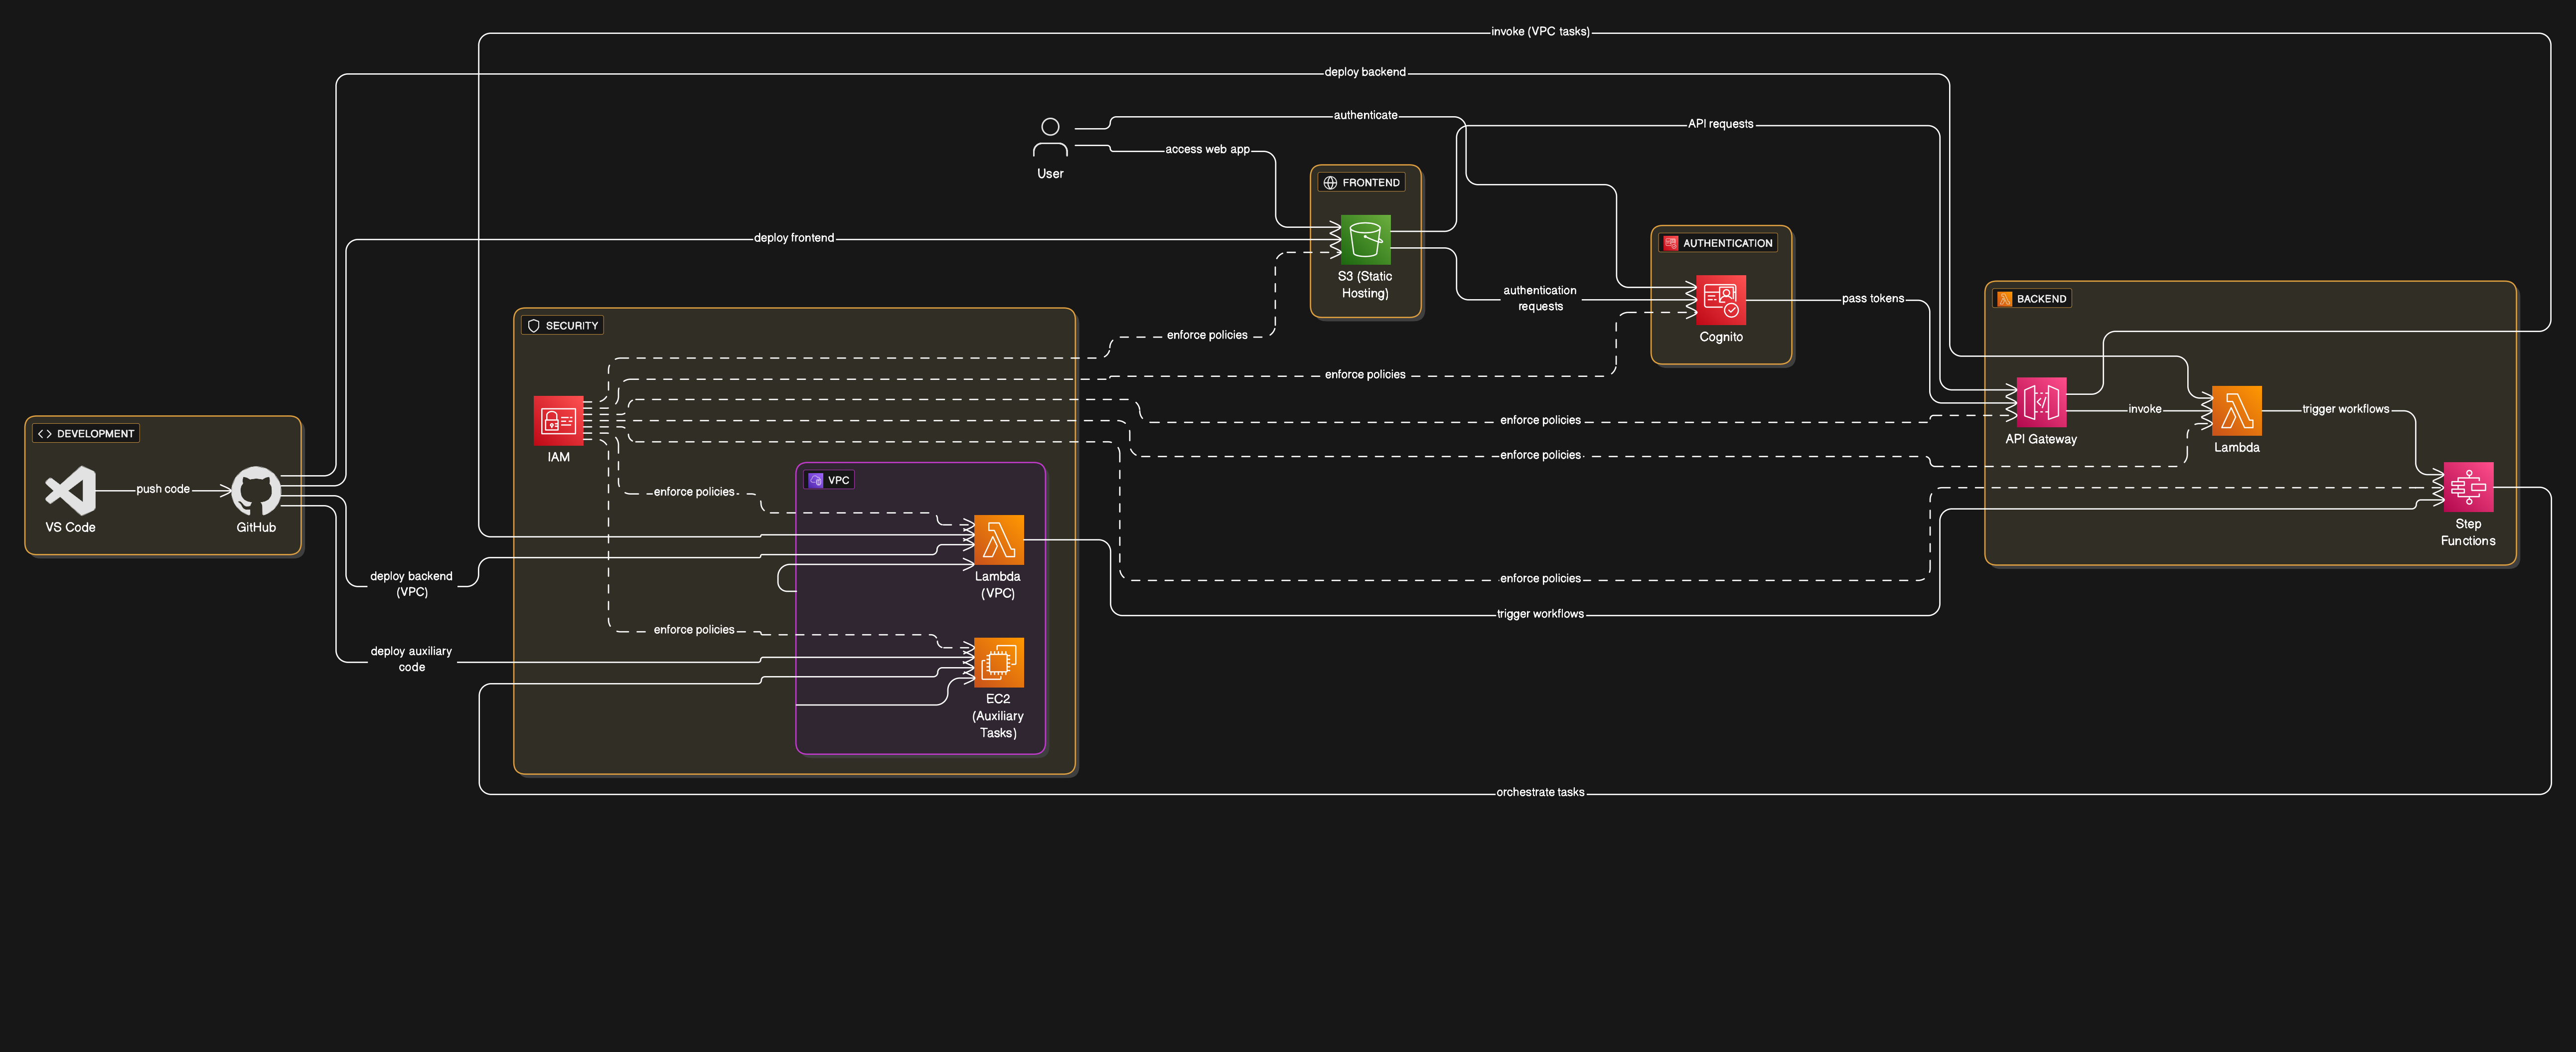 invoke (VPC tasks)
deploy backend
authenticate
API requests
access web app
User
FRONTEND
deploy frontend
S3 (Static
Hosting)
AUTHENTICATION
authentication
requests
pass tokens
Cognito
BACKEND
SECURITY
enforce policies
enforce policies
IAM
enforce policies
enforce policies
API Gateway
invoke
Lambda
trigger workflows
DEVELOPMENT
VS Code
push code
GitHub
VPC
enforce policies
Step
Functions
deploy backend
(VPC)
Lambda
(VPC)
enforce policies
trigger workflows
enforce policies
deploy auxiliary
code
EC2
(Auxiliary
Tasks)
orchestrate tasks